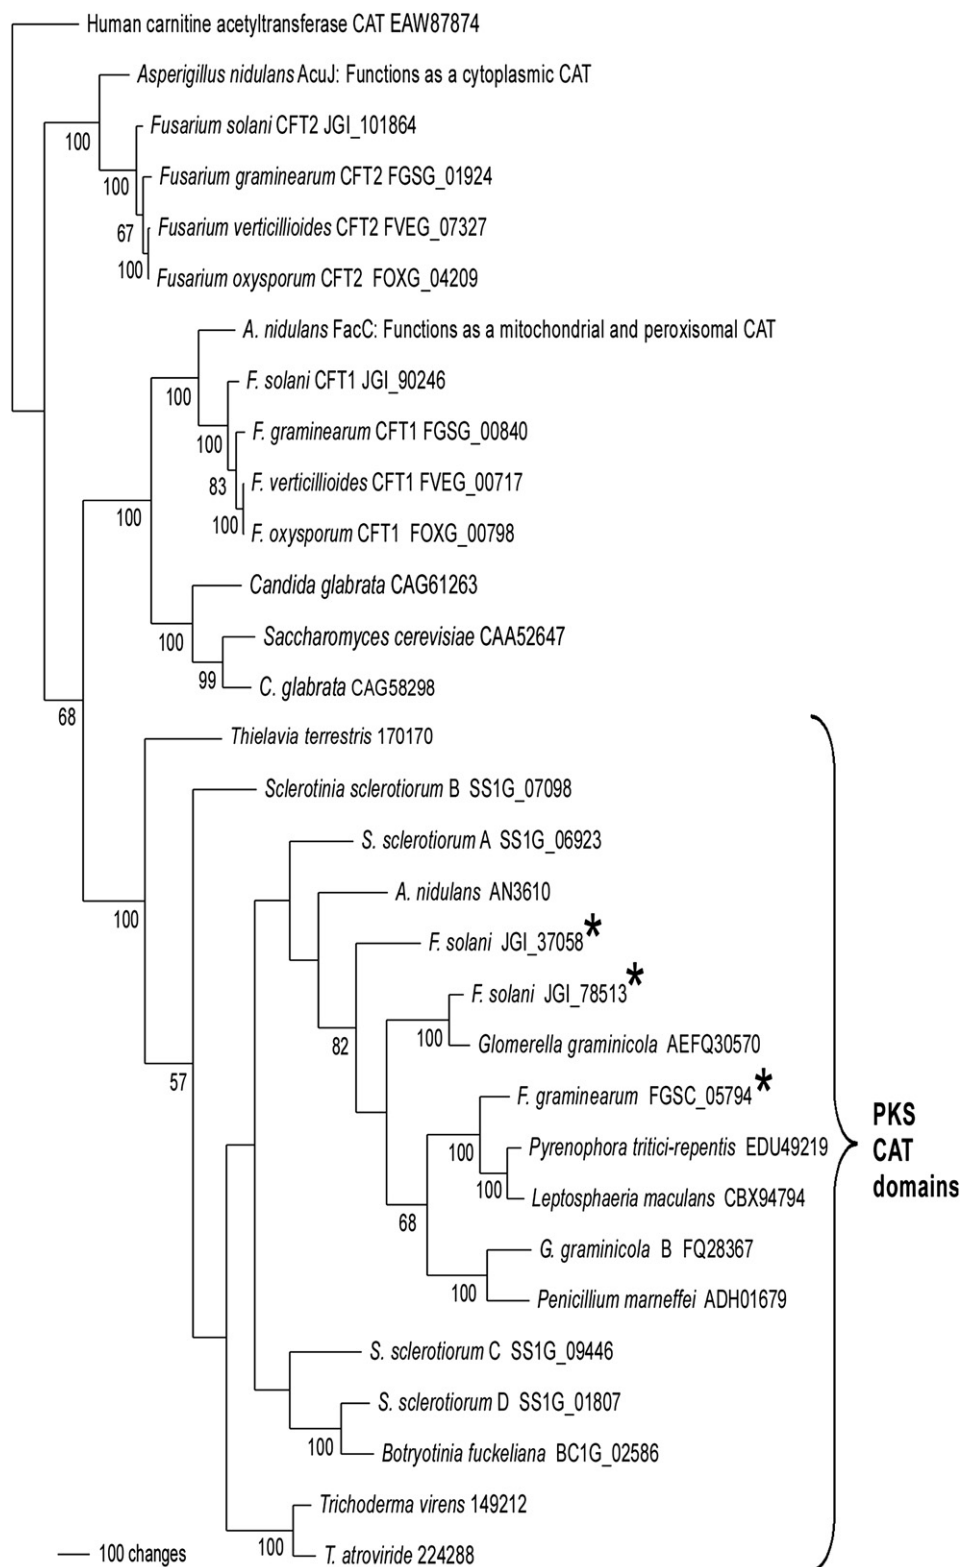 Human carnitine acetyltransferase CAT EAW87874
Asperigillus nidulans AcuJ: Functions as a cytoplasmic CAT
100
Fusarium solani CFT2 JGI_101864
100
Fusarium graminearum CFT2 FGSG_01924
67
Fusarium verticillioides CFT2 FVEG_07327
100
Fusarium oxysporum CFT2 FOXG_04209
A. nidulans FacC: Functions as a mitochondrial and peroxisomal CAT
100
F. solani CFT1 JGI_90246
100
F. graminearum CFT1 FGSG_00840
83
F. verticillioides CFT1 FVEG_00717
100
100
F. oxysporum CFT1 FOXG_00798
Candida glabrata CAG61263
100
Saccharomyces cerevisiae CAA52647
99
C. glabrata CAG58298
68
Thielavia terrestris 170170
Sclerotinia sclerotiorum B SS1G_07098
S. sclerotiorum A SS1G_06923
A. nidulans AN3610
100
F. solani JGI_37058*
F. solani JGI_78513*
100
82
Glomerella graminicola AEFQ30570
57
F. graminearum FGSC_05794*
100
Pyrenophora tritici-repentis EDU49219
100
Leptosphaeria maculans CBX94794
68
G. graminicola B FQ28367
100
Penicillium marneffei ADH01679
PKS
CAT
domains
S. sclerotiorum C SS1G_09446
S. sclerotiorum D SS1G_01807
100
Botryotinia fuckeliana BC1G_02586
Trichoderma virens 149212
100
T. atroviride 224288
100 changes